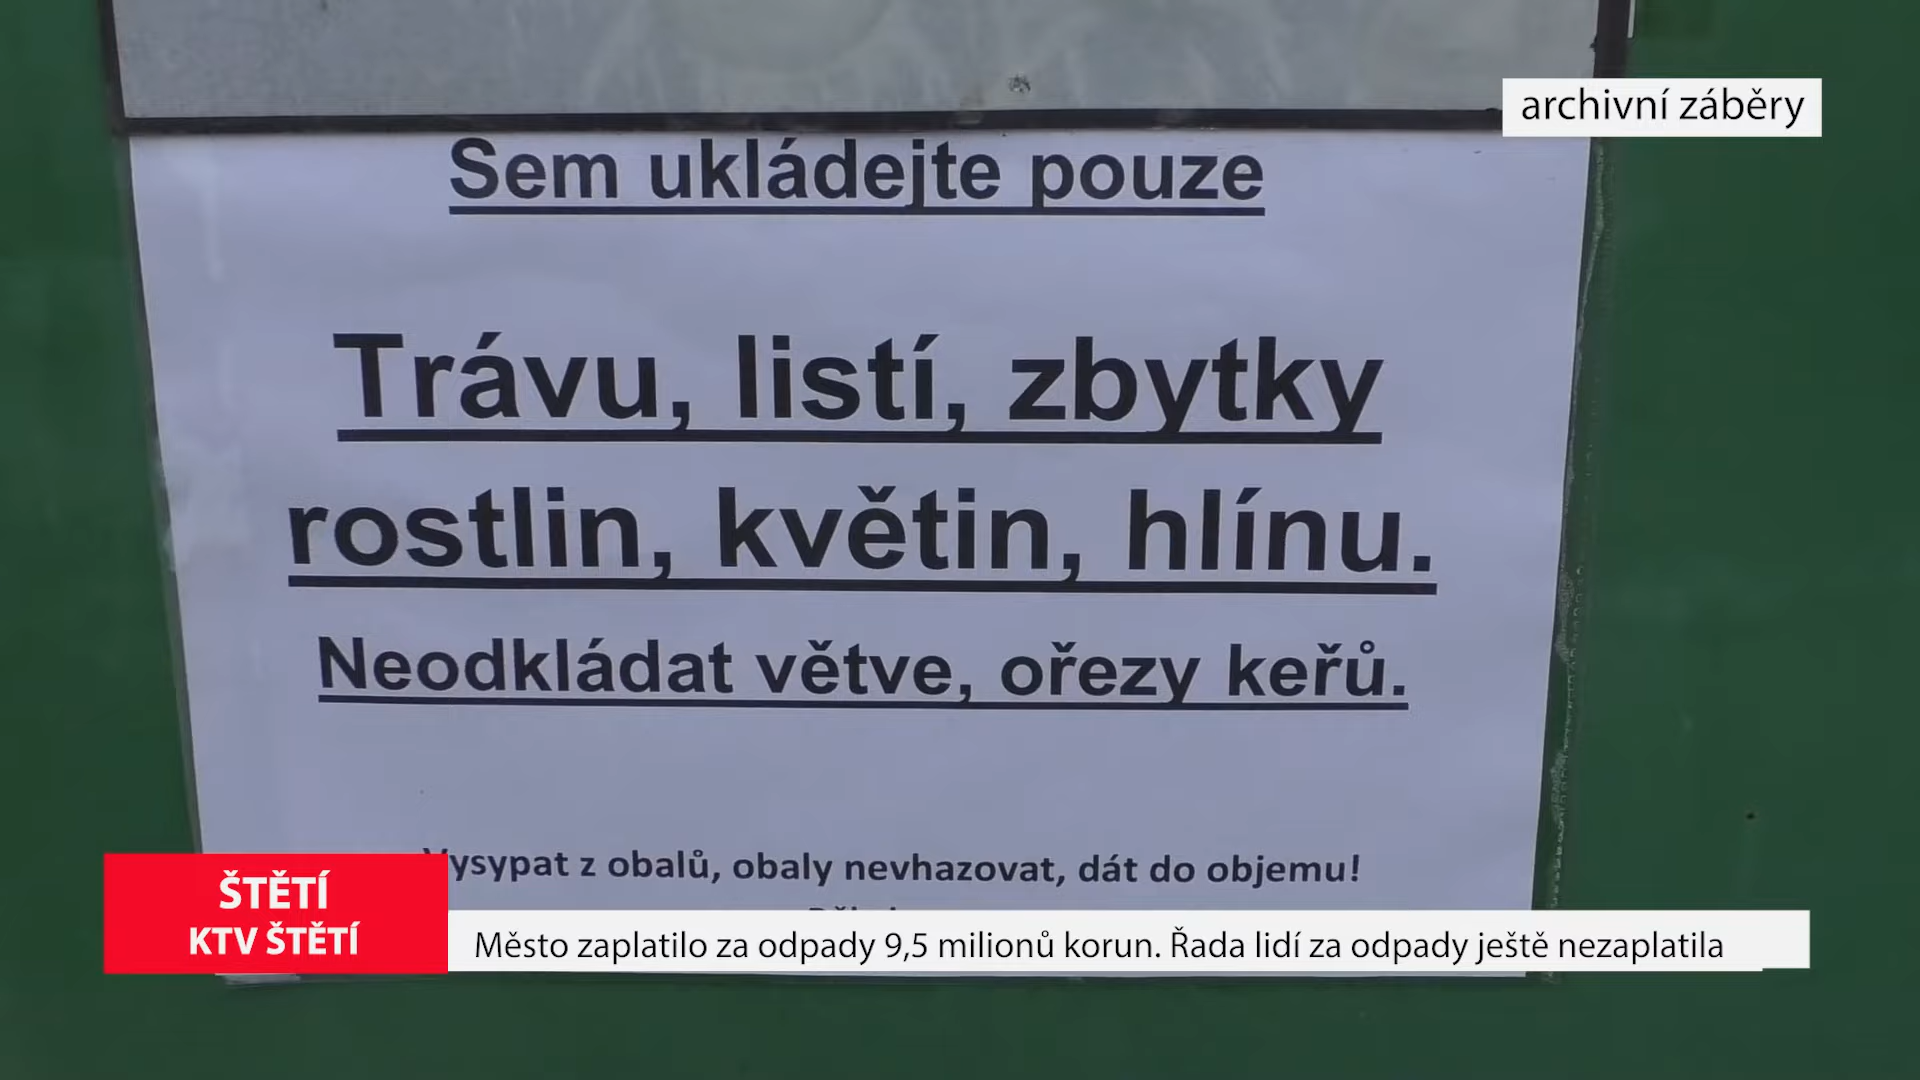 archivní záběry
Sem ukládejte pouze
Trávu, listí, zbytky
rostlin, květin, hlínu.
Neodkládat větve, ořezy keřů.
Vysypat z obalů, obaly nevhazovat, dát do objemu!
ŠTĚTÍ
KTV ŠTĚTÍ
Město zaplatilo za odpady 9,5 milionů korun. Řada lidí za odpady ještě nezaplatila